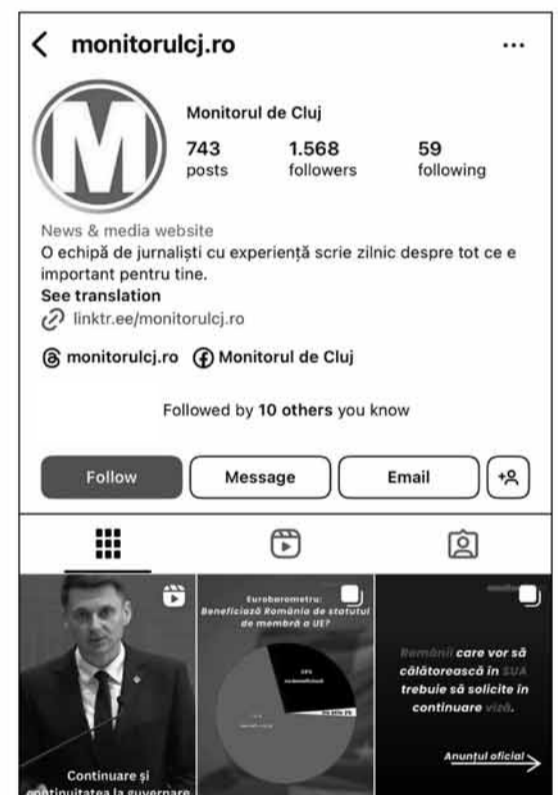 monitorulcj.ro
M
Monitorul de Cluj
743 1.568 59
posts followers following
News & media website
O echipă de jurnaliști cu experiență scrie zilnic despre tot ce e
important pentru tine.
See translation
linktr.ee/monitorulcj.ro
monitorulcj.ro Monitorul de Cluj
Followed by 10 others you know
Follow Message Email
Continuare și
continuitatea la guvernare
Eurobarometru:
Beneficiază România de statutul
de membră a UE?
Românii care vor să
călătorească în SUA
trebuie să solicite în
continuare viză.
Anunțul oficial